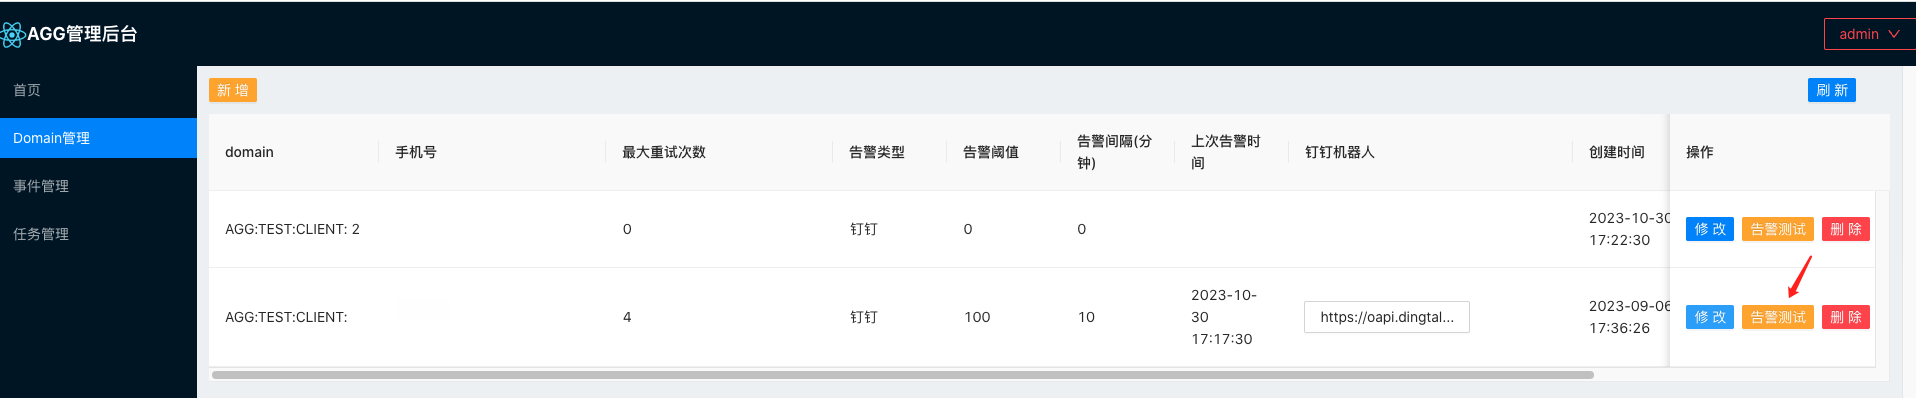 AGG管理后台
admin
首页
Domain管理
事件管理
任务管理
新 增
刷 新
domain
手机号
最大重试次数
告警类型
告警阈值
告警间隔(分
钟)
上次告警时
间
钉钉机器人
创建时间
操作
AGG:TEST:CLIENT: 2
0
钉钉
0
0
2023-10-30
17:22:30
修 改
告警测试
删 除
AGG:TEST:CLIENT:
4
钉钉
100
10
2023-10-
30
17:17:30
https://oapi.dingtal...
2023-09-06
17:36:26
修 改
告警测试
删 除